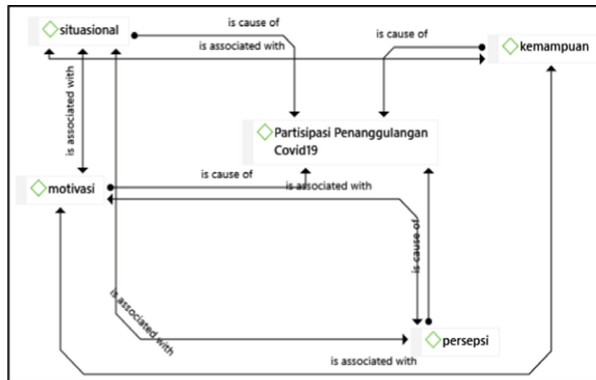 situasional
is cause of
is cause of
is associated with
kemampuan
is associated with
Partisipasi Penanggulangan
Covid19
is cause of
is associated with
motivasi
is cause of
is associated with
persepsi
is associated with